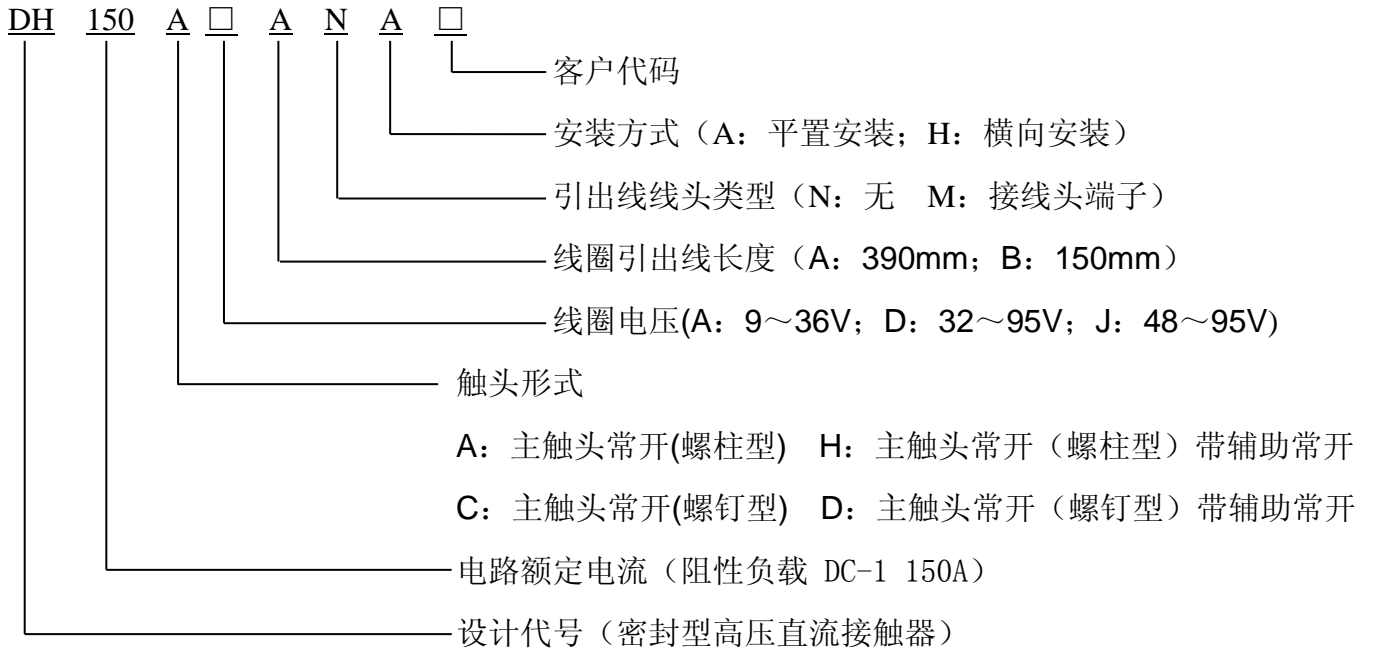 DH 150 A □ A N A □
客户代码
安装方式（A：平置安装；H：横向安装）
引出线线头类型（N：无 M：接线头端子）
线圈引出线长度（A：390mm；B：150mm）
线圈电压(A：9～36V；D：32～95V；J：48～95V)
触头形式
A：主触头常开(螺柱型) H：主触头常开（螺柱型）带辅助常开
C：主触头常开(螺钉型) D：主触头常开（螺钉型）带辅助常开
电路额定电流（阻性负载 DC-1 150A）
设计代号（密封型高压直流接触器）